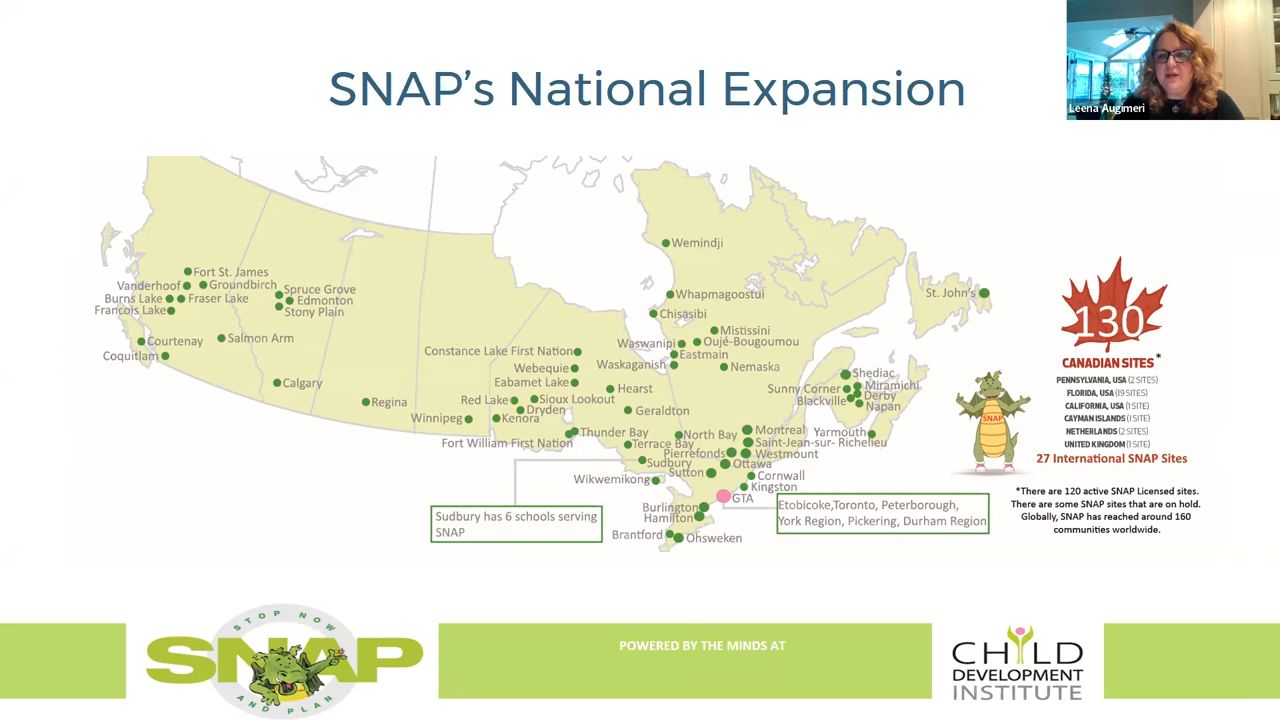 SNAP's National Expansion
Leena Augimeri
Wemindji
Fort St. James
Vanderhoof
Groundbirch
Spruce Grove
Burns Lake
Fraser Lake
Edmonton
Francois Lake
Stony Plain
Whapmagoostui
St. John's
Chisasibi
Courtenay
Salmon Arm
Mistissini
Waswanipi
Oujé-Bougoumou
Coquitlam
Constance Lake First Nation
Eastmain
Webequie
Waskaganish
Nemaska
Calgary
Eabamet Lake
Hearst
Shediac
Sunny Corner
Miramichi
Derby
Regina
Red Lake
Sioux Lookout
Blackville
Napan
Dryden
Geraldton
Winnipeg
Kenora
Thunder Bay
North Bay
Montreal
Yarmouth
Fort William First Nation
Terrace Bay
Saint-Jean-sur- Richelieu
Pierrefonds
Westmount
Sudbury
Ottawa
Sutton
Wikwemikong
Cornwall
Kingston
GTA
Burlington
Hamilton
Brantford
Ohsweken
Sudbury has 6 schools serving
SNAP
Etobicoke,Toronto, Peterborough,
York Region, Pickering, Durham Region
130
CANADIAN SITES *
PENNSYLVANIA, USA (2 SITES)
FLORIDA, USA (19 SITES)
CALIFORNIA, USA (1 SITE)
CAYMAN ISLANDS (1 SITE)
NETHERLANDS (2 SITES)
UNITED KINGDOM (1 SITE)
27 International SNAP Sites
SNAP
*There are 120 active SNAP Licensed sites.
There are some SNAP sites that are on hold.
Globally, SNAP has reached around 160
communities worldwide.
STOP NOW
SNAP
AND PLAN
POWERED BY THE MINDS AT
CHILD
DEVELOPMENT
INSTITUTE